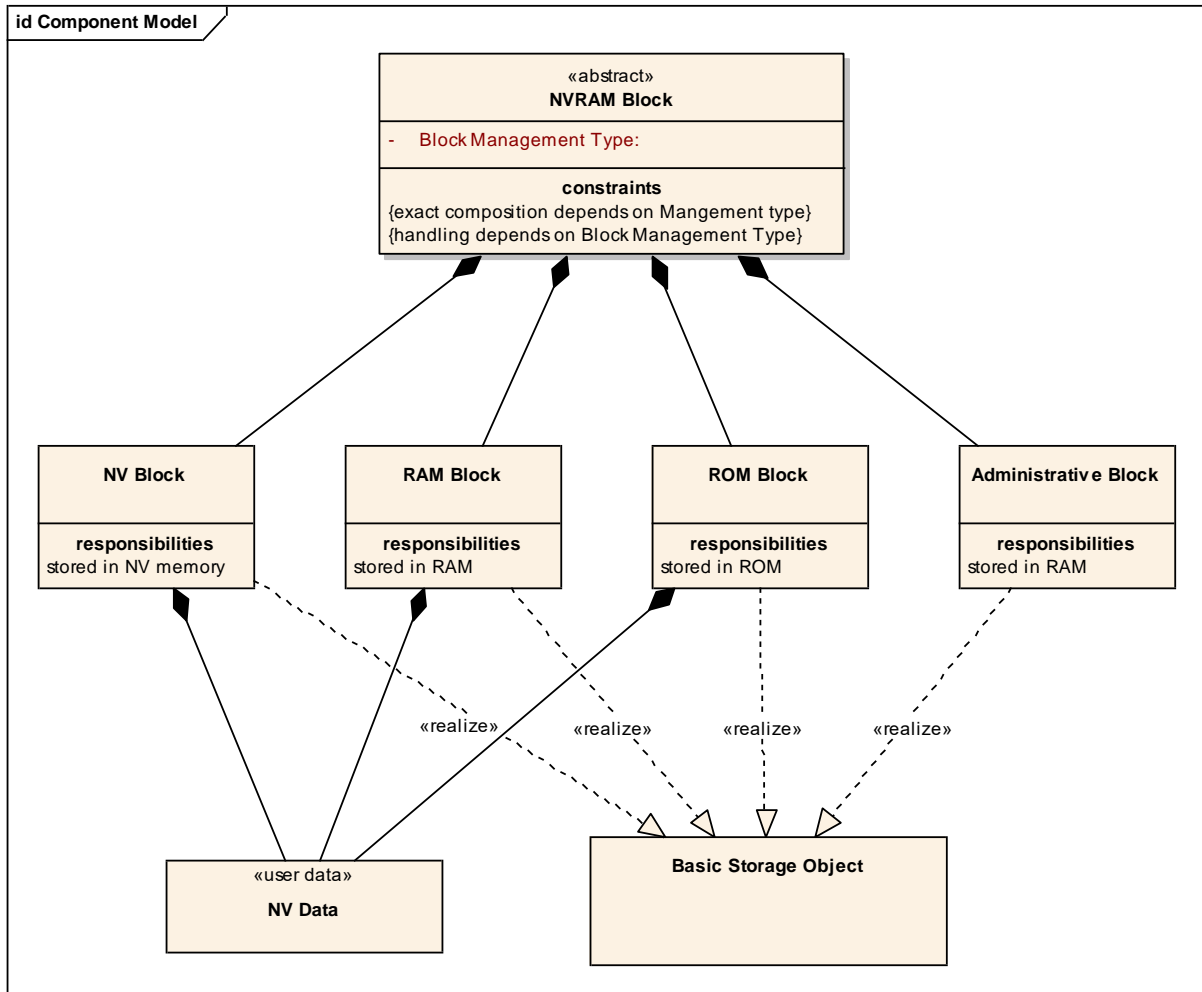 id Component Model
«abstract»
NVRAM Block
- Block Management Type:
constraints
{exact composition depends on Mangement type}
{handling depends on Block Management Type}
NV Block
responsibilities
stored in NV memory
RAM Block
responsibilities
stored in RAM
ROM Block
responsibilities
stored in ROM
Administrative Block
responsibilities
stored in RAM
«realize»
«realize»
«realize»
«realize»
«user data»
NV Data
Basic Storage Object